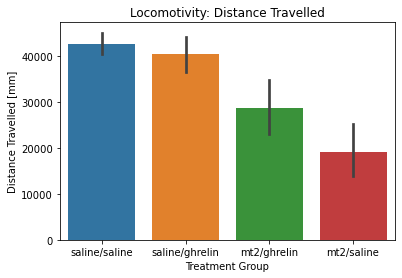 Locomotivity: Distance Travelled
Distance Travelled [mm]
40000
30000
20000
10000
0
saline/saline saline/ghrelin mt2/ghrelin mt2/saline
Treatment Group